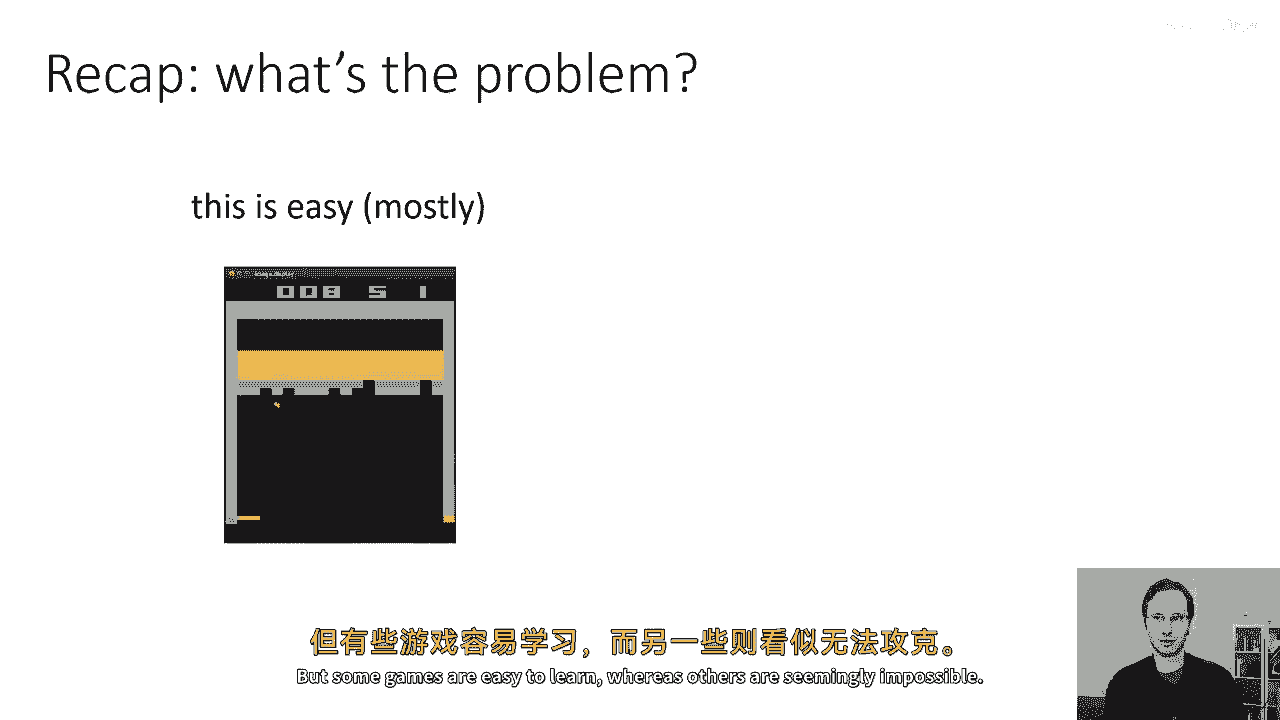 Recap: what's the problem?
this is easy (mostly)
008 5 1
但有些游戏容易学习，而另一些则看似无法攻克。
But some games are easy to learn, whereas others are seemingly impossible.